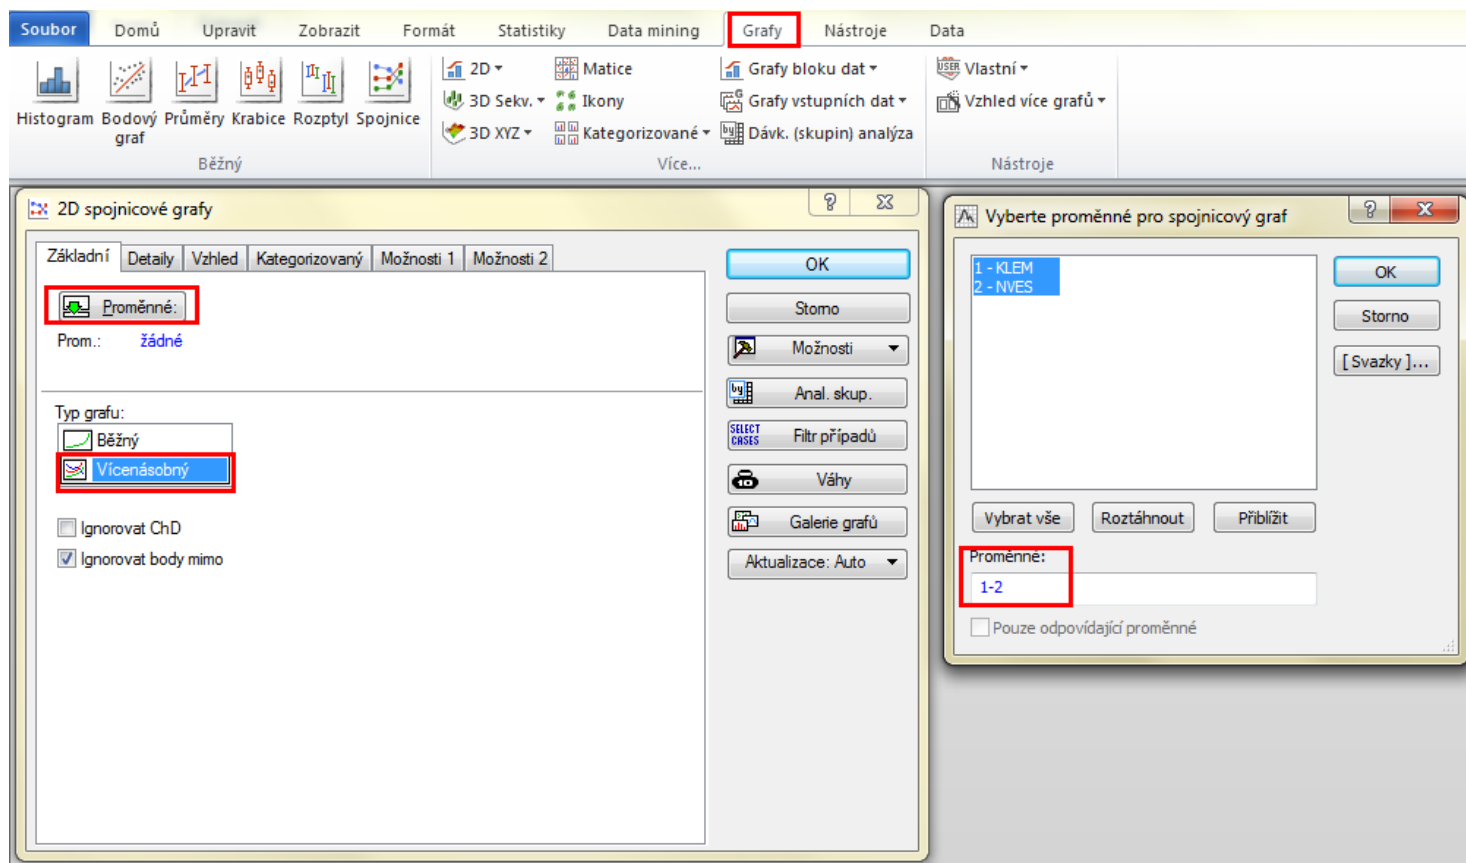 Soubor Domů Upravit Zobrazit Formát Statistiky Data mining Grafy Nástroje Data
Histogram Bodový graf Průměry Krabice Rozptyl Spojnice
Běžný
2D Matice Grafy bloku dat
3D Sekv. Ikony Grafy vstupních dat
3D XYZ Kategorizované Dávk. (skupin) analýza
Více...
USER Vlastní
Vzhled více grafů
Nástroje
2D spojnicové grafy
Základní Detaily Vzhled Kategorizovaný Možnosti 1 Možnosti 2
Proměnné:
Prom.: žádné
Typ grafu:
Běžný
Vícenásobný
Ignorovat ChD
Ignorovat body mimo
OK
Storno
Možnosti
Anal. skup.
SELECT CASES Filtr případů
Váhy
Galerie grafů
Aktualizace: Auto
Vyberte proměnné pro spojnicový graf
1 - KLEM
2 - NVES
OK
Storno
[ Svazky ]...
Vybrat vše Roztáhnout Přiblížit
Proměnné:
1-2
Pouze odpovídající proměnné